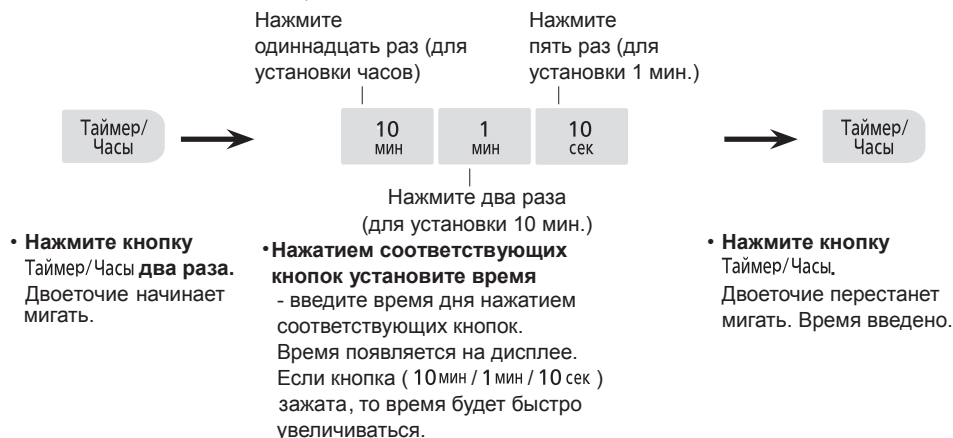 Нажмите
одиннадцать раз (для
установки часов)
Нажмите
пять раз (для
установки 1 мин.)
Таймер/
Часы
10
мин
1
мин
10
сек
Таймер/
Часы
Нажмите два раза
(для установки 10 мин.)
• Нажмите кнопку
Таймер/Часы два раза.
Двоеточие начинает
мигать.
•Нажатием соответствующих
кнопок установите время
- введите время дня нажатием
соответствующих кнопок.
Время появляется на дисплее.
Если кнопка ( 10 мин / 1 мин / 10 сек )
зажата, то время будет быстро
увеличиваться.
• Нажмите кнопку
Таймер/Часы.
Двоеточие перестанет
мигать. Время введено.